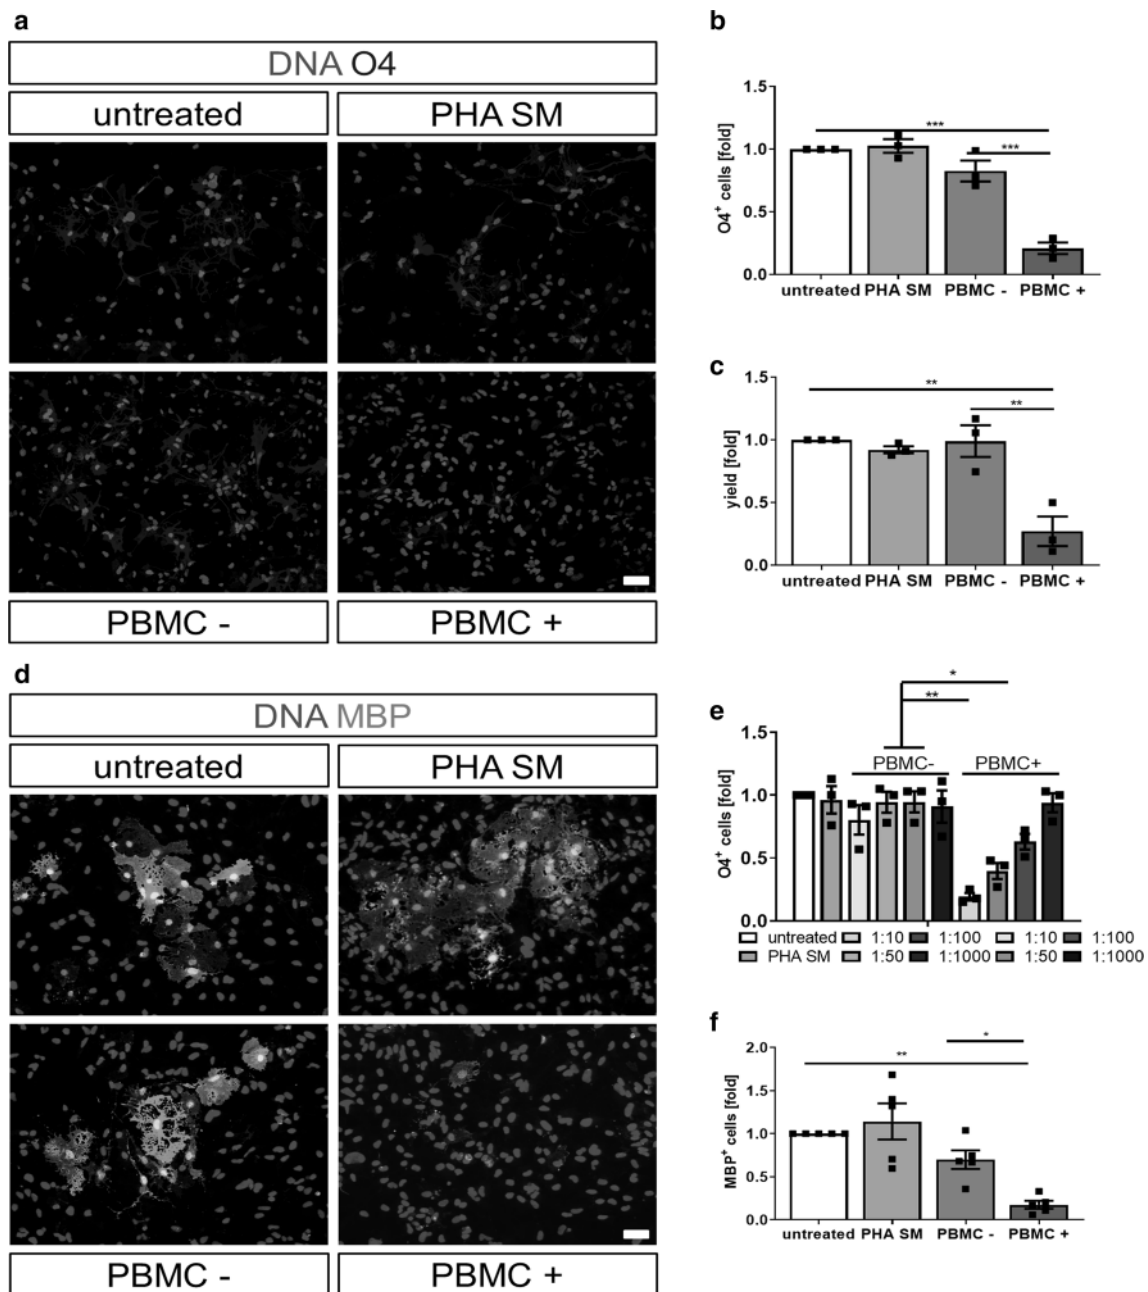 a
DNA O4
untreated
PHA SM
PBMC -
PBMC +
b
O4+ cells [fold]
1.5
1.0
0.5
0.0
***
***
untreated PHA SM PBMC - PBMC +
c
yield [fold]
1.5
1.0
0.5
0.0
**
**
untreated PHA SM PBMC - PBMC +
d
DNA MBP
untreated
PHA SM
PBMC -
PBMC +
e
O4+ cells [fold]
1.5
1.0
0.5
0.0
*
**
PBMC- PBMC+
untreated 1:10 1:100 1:10 1:100
PHA SM 1:50 1:1000 1:50 1:1000
f
MBP+ cells [fold]
2.0
1.5
1.0
0.5
0.0
*
**
untreated PHA SM PBMC - PBMC +